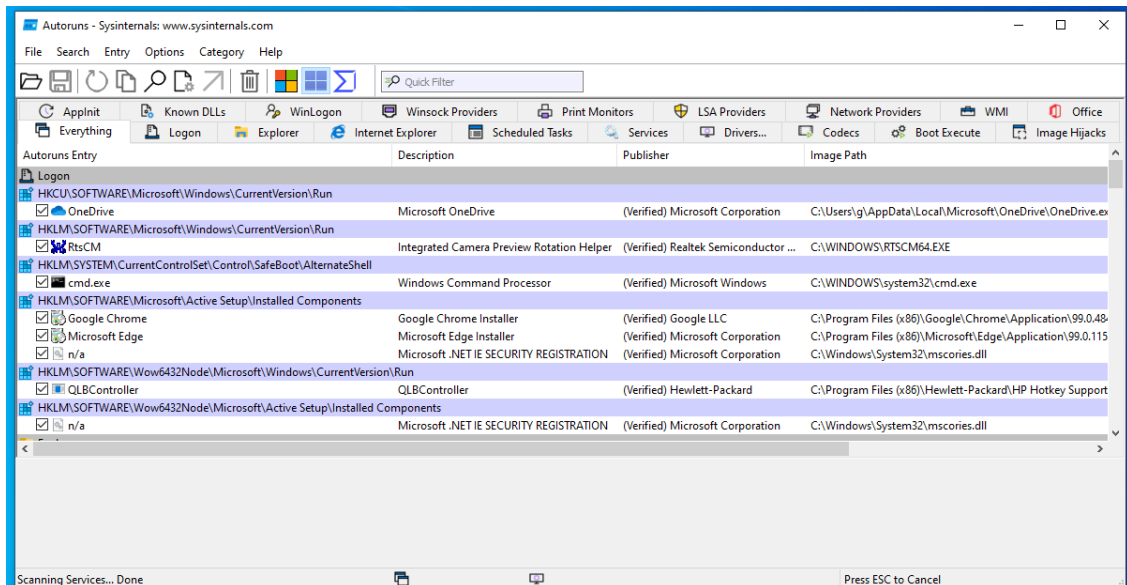 Autoruns - Sysinternals: www.sysinternals.com
File Search Entry Options Category Help
Quick Filter
AppInit Known DLLs WinLogon Winsock Providers Print Monitors LSA Providers Network Providers WMI Office
Everything Logon Explorer Internet Explorer Scheduled Tasks Services Drivers... Codecs Boot Execute Image Hijacks
Autoruns Entry Description Publisher Image Path
Logon
HKCU\SOFTWARE\Microsoft\Windows\CurrentVersion\Run
OneDrive Microsoft OneDrive (Verified) Microsoft Corporation C:\Users\g\AppData\Local\Microsoft\OneDrive\OneDrive.ex
HKLM\SOFTWARE\Microsoft\Windows\CurrentVersion\Run
RtsCM Integrated Camera Preview Rotation Helper (Verified) Realtek Semiconductor ... C:\WINDOWS\RTSCM64.EXE
HKLM\SYSTEM\CurrentControlSet\Control\SafeBoot\AlternateShell
cmd.exe Windows Command Processor (Verified) Microsoft Windows C:\WINDOWS\system32\cmd.exe
HKLM\SOFTWARE\Microsoft\Active Setup\Installed Components
Google Chrome Google Chrome Installer (Verified) Google LLC C:\Program Files (x86)\Google\Chrome\Application\99.0.484
Microsoft Edge Microsoft Edge Installer (Verified) Microsoft Corporation C:\Program Files (x86)\Microsoft\Edge\Application\99.0.115
n/a Microsoft .NET IE SECURITY REGISTRATION (Verified) Microsoft Corporation C:\Windows\System32\mscories.dll
HKLM\SOFTWARE\Wow6432Node\Microsoft\Windows\CurrentVersion\Run
QLBController QLBController (Verified) Hewlett-Packard C:\Program Files (x86)\Hewlett-Packard\HP Hotkey Support
HKLM\SOFTWARE\Wow6432Node\Microsoft\Active Setup\Installed Components
n/a Microsoft .NET IE SECURITY REGISTRATION (Verified) Microsoft Corporation C:\Windows\System32\mscories.dll
Scanning Services... Done Press ESC to Cancel